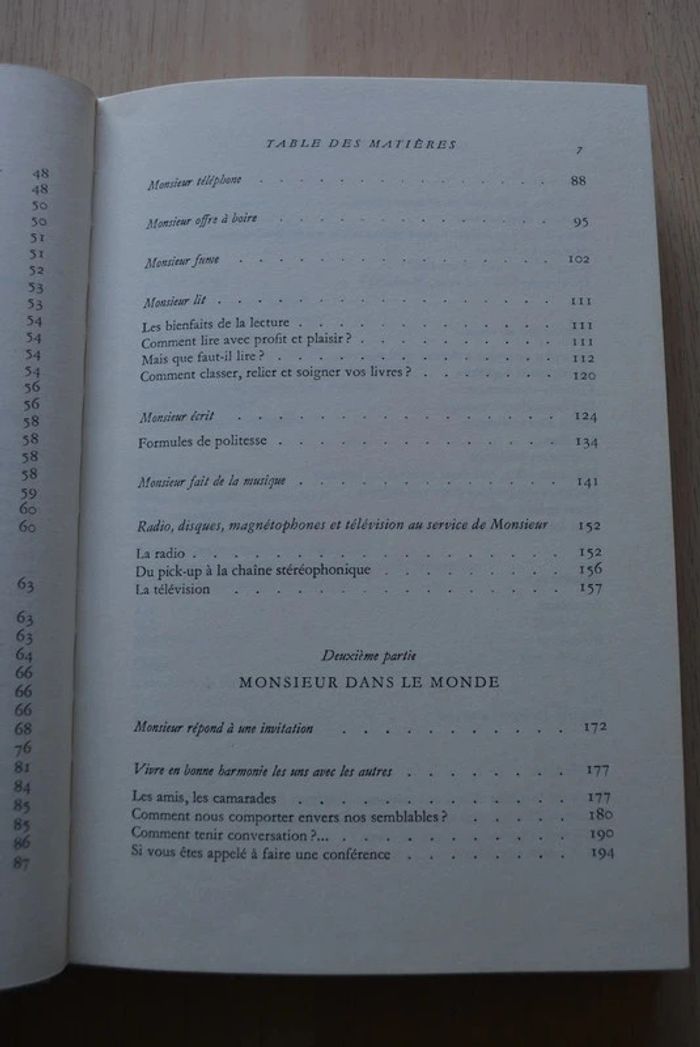 48
48
50
50
51
51
52
53
53
54
54
54
54
56
56
58
58
58
58
59
60
60
63
63
63
64
66
66
66
68
76
81
84
85
85
86
87
TABLE DES MATIÈRES 7
Monsieur téléphone . . . . . . . . . . . . 88
Monsieur offre à boire . . . . . . . . . . . 95
Monsieur fume . . . . . . . . . . . . . 102
Monsieur lit . . . . . . . . . . . . . . 111
Les bienfaits de la lecture . . . . . . . . . . 111
Comment lire avec profit et plaisir ? . . . . . . . . 111
Mais que faut-il lire ? . . . . . . . . . . . 112
Comment classer, relier et soigner vos livres ? . . . . . . 120
Monsieur écrit . . . . . . . . . . . . . 124
Formules de politesse . . . . . . . . . . . 134
Monsieur fait de la musique . . . . . . . . . . 141
Radio, disques, magnétophones et télévision au service de Monsieur 152
La radio . . . . . . . . . . . . . . . 152
Du pick-up à la chaîne stéréophonique . . . . . . . 156
La télévision . . . . . . . . . . . . . 157
Deuxième partie
MONSIEUR DANS LE MONDE
Monsieur répond à une invitation . . . . . . . . . 172
Vivre en bonne harmonie les uns avec les autres . . . . . . 177
Les amis, les camarades . . . . . . . . . . 177
Comment nous comporter envers nos semblables ? . . . . . 180
Comment tenir conversation ?... . . . . . . . . . 190
Si vous êtes appelé à faire une conférence . . . . . . . 194